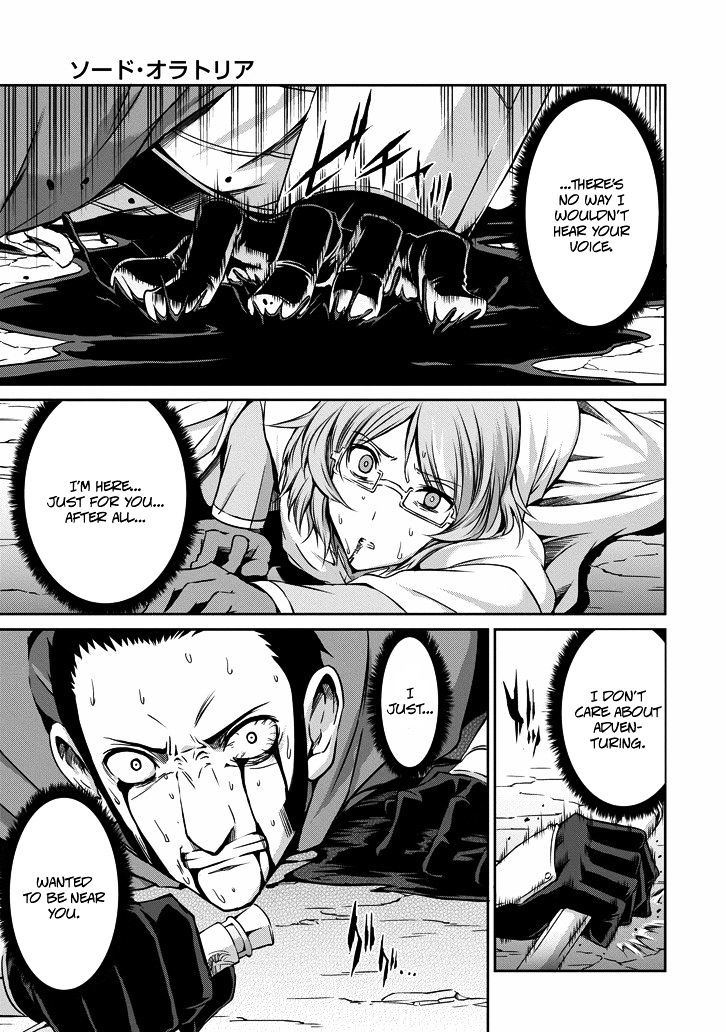 ソード・オラトリア
...THERE'S
NO WAY I
WOULDN'T
HEAR YOUR
VOICE.
I'M HERE...
JUST FOR YOU...
AFTER ALL...
I DON'T
CARE ABOUT
ADVEN-
TURING.
I
JUST...
WANTED
TO BE NEAR
YOU.